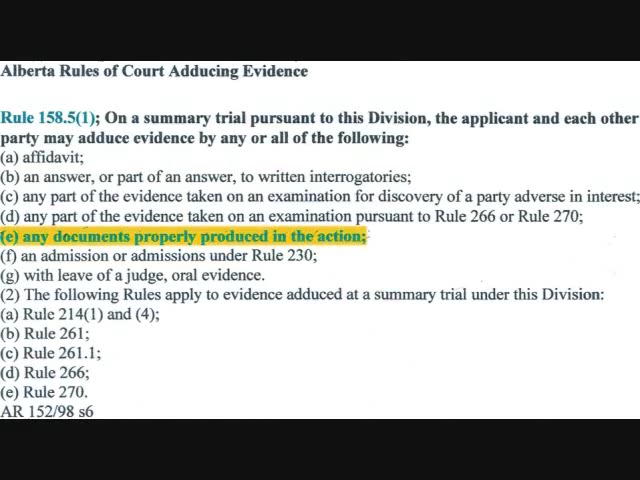 Alberta Rules of Court Adducing Evidence
Rule 158.5(1); On a summary trial pursuant to this Division, the applicant and each other
party may adduce evidence by any or all of the following:
(a) affidavit;
(b) an answer, or part of an answer, to written interrogatories;
(c) any part of the evidence taken on an examination for discovery of a party adverse in interest;
(d) any part of the evidence taken on an examination pursuant to Rule 266 or Rule 270;
(e) any documents properly produced in the action;
(f) an admission or admissions under Rule 230;
(g) with leave of a judge, oral evidence.
(2) The following Rules apply to evidence adduced at a summary trial under this Division:
(a) Rule 214(1) and (4);
(b) Rule 261;
(c) Rule 261.1;
(d) Rule 266;
(e) Rule 270.
AR 152/98 s6